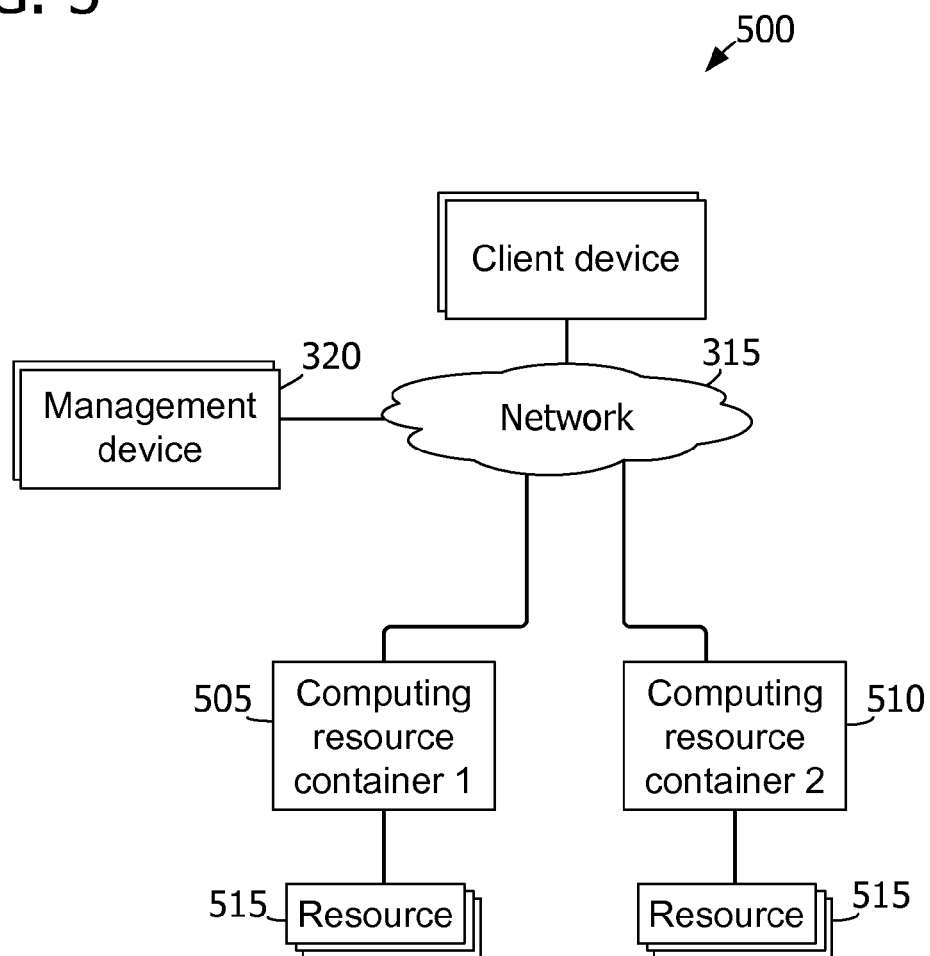 500
Client device
320
315
Management
device
Network
505
Computing
resource
container 1
Computing
resource
container 2
510
515
Resource
Resource
515